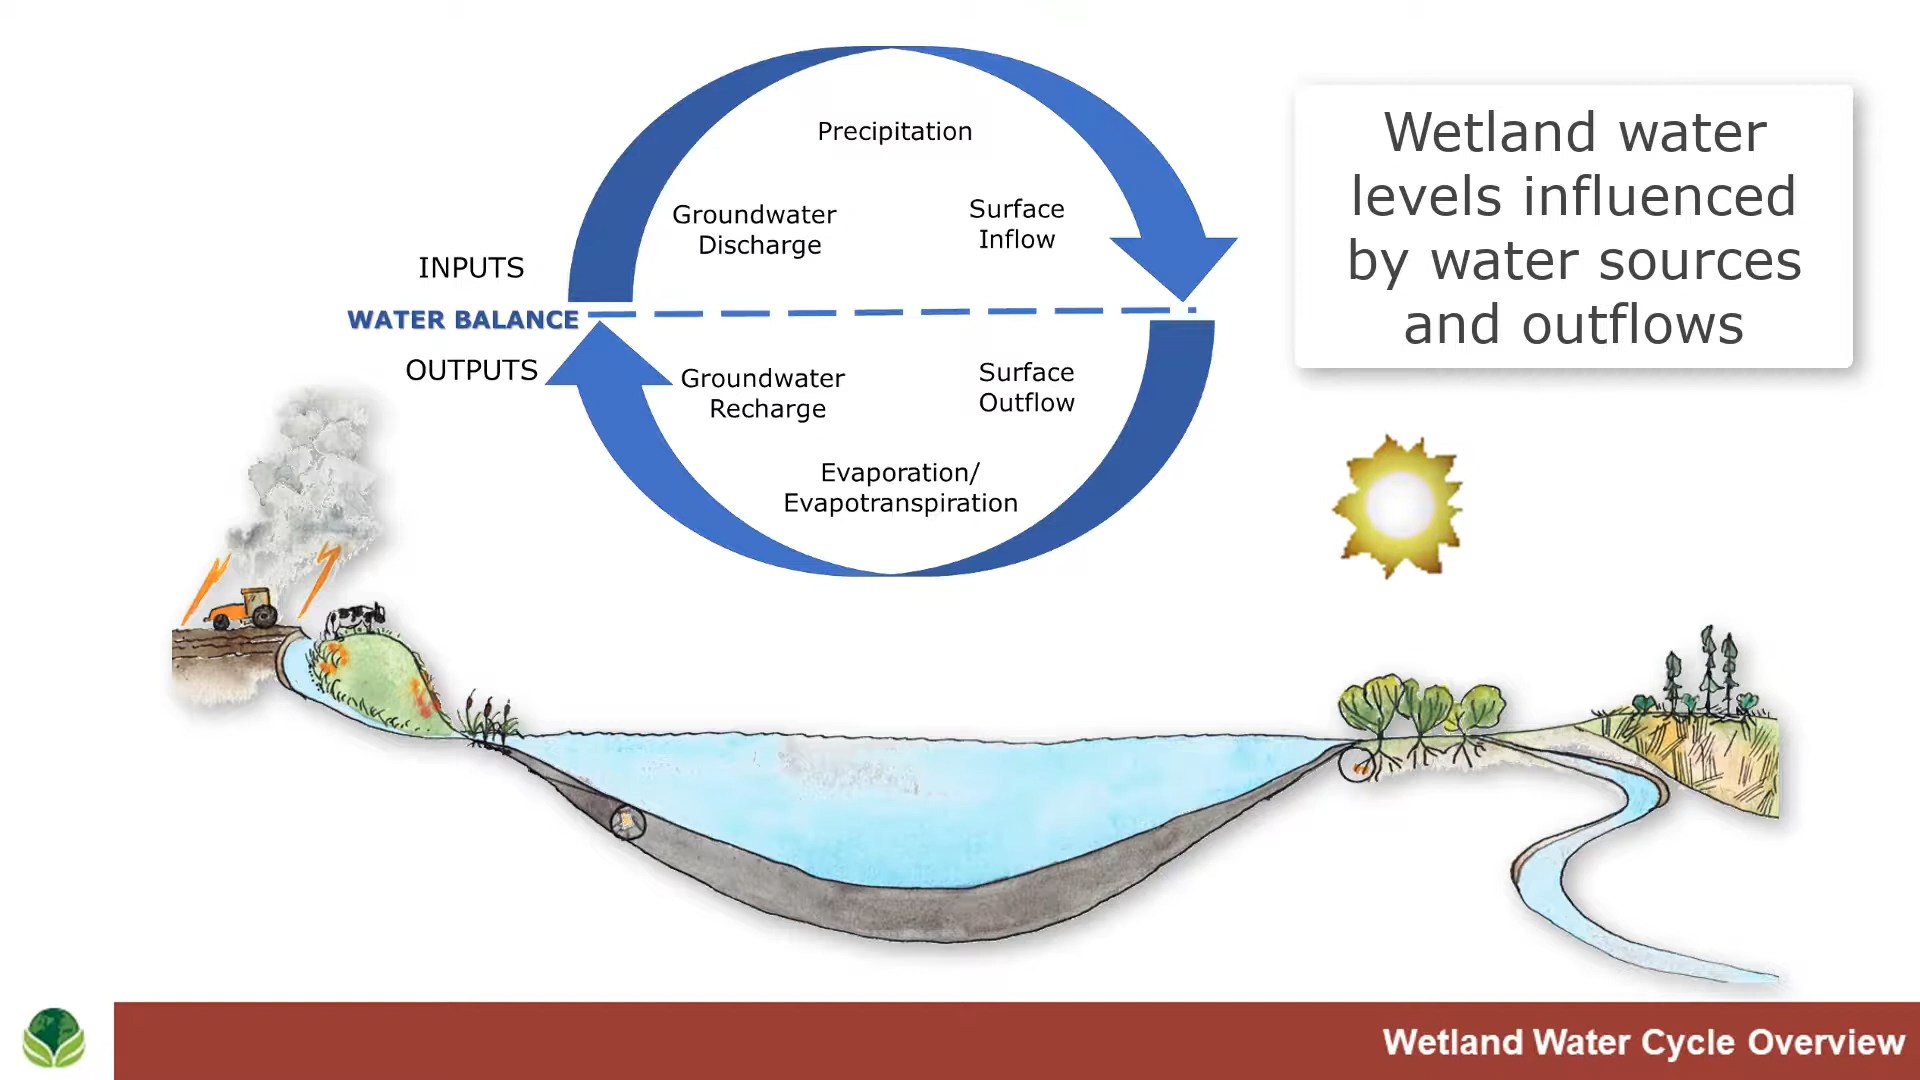 Precipitation
Groundwater
Discharge
Surface
Inflow
INPUTS
WATER BALANCE
OUTPUTS
Groundwater
Recharge
Surface
Outflow
Evaporation/
Evapotranspiration
Wetland water
levels influenced
by water sources
and outflows
Wetland Water Cycle Overview